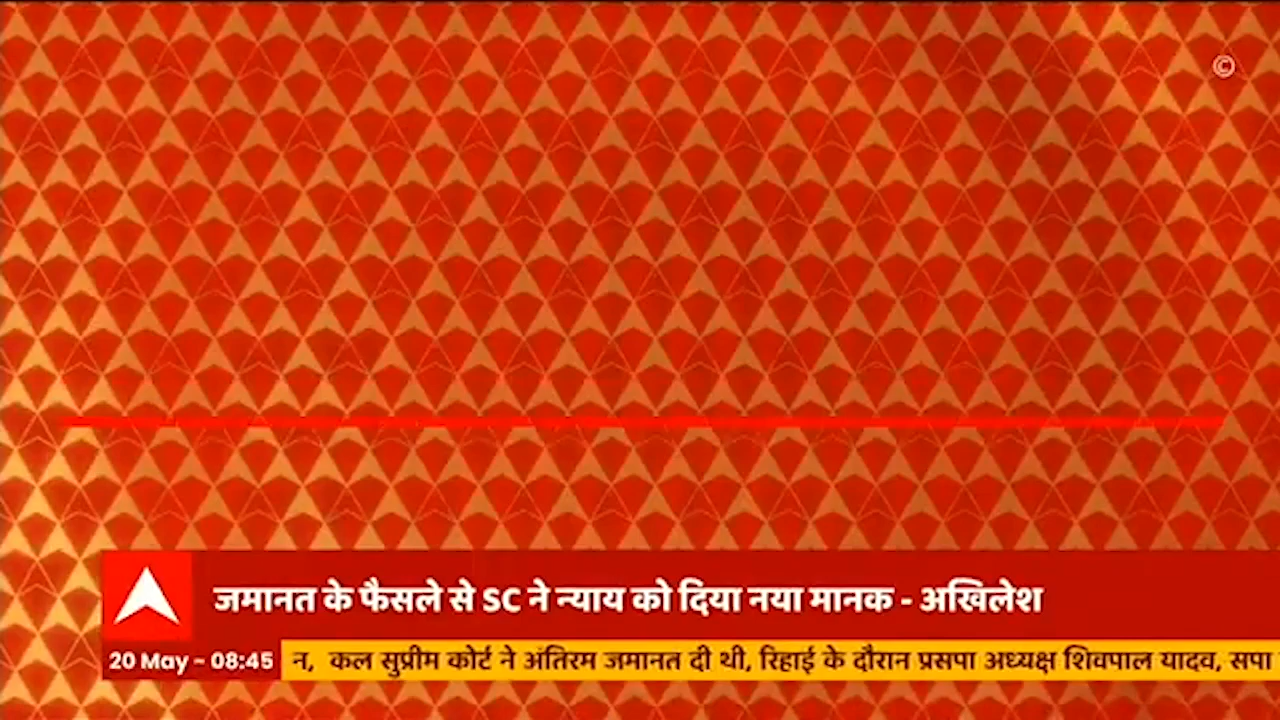 ©
जमानत के फैसले से SC ने न्याय को दिया नया मानक - अखिलेश
20 May - 08:45
न, कल सुप्रीम कोर्ट ने अंतिरम जमानत दी थी, रिहाई के दौरान प्रसपा अध्यक्ष शिवपाल यादव, सपा